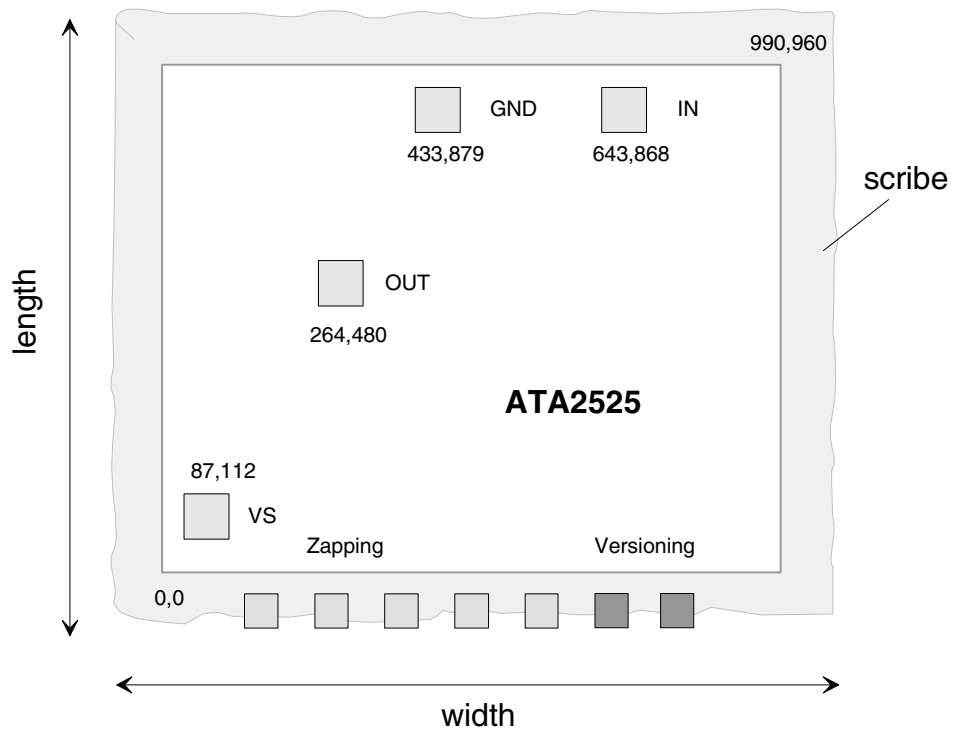 990,960
GND
IN
433,879
643,868
scribe
length
OUT
264,480
ATA2525
87,112
VS
Zapping
Versioning
0,0
width